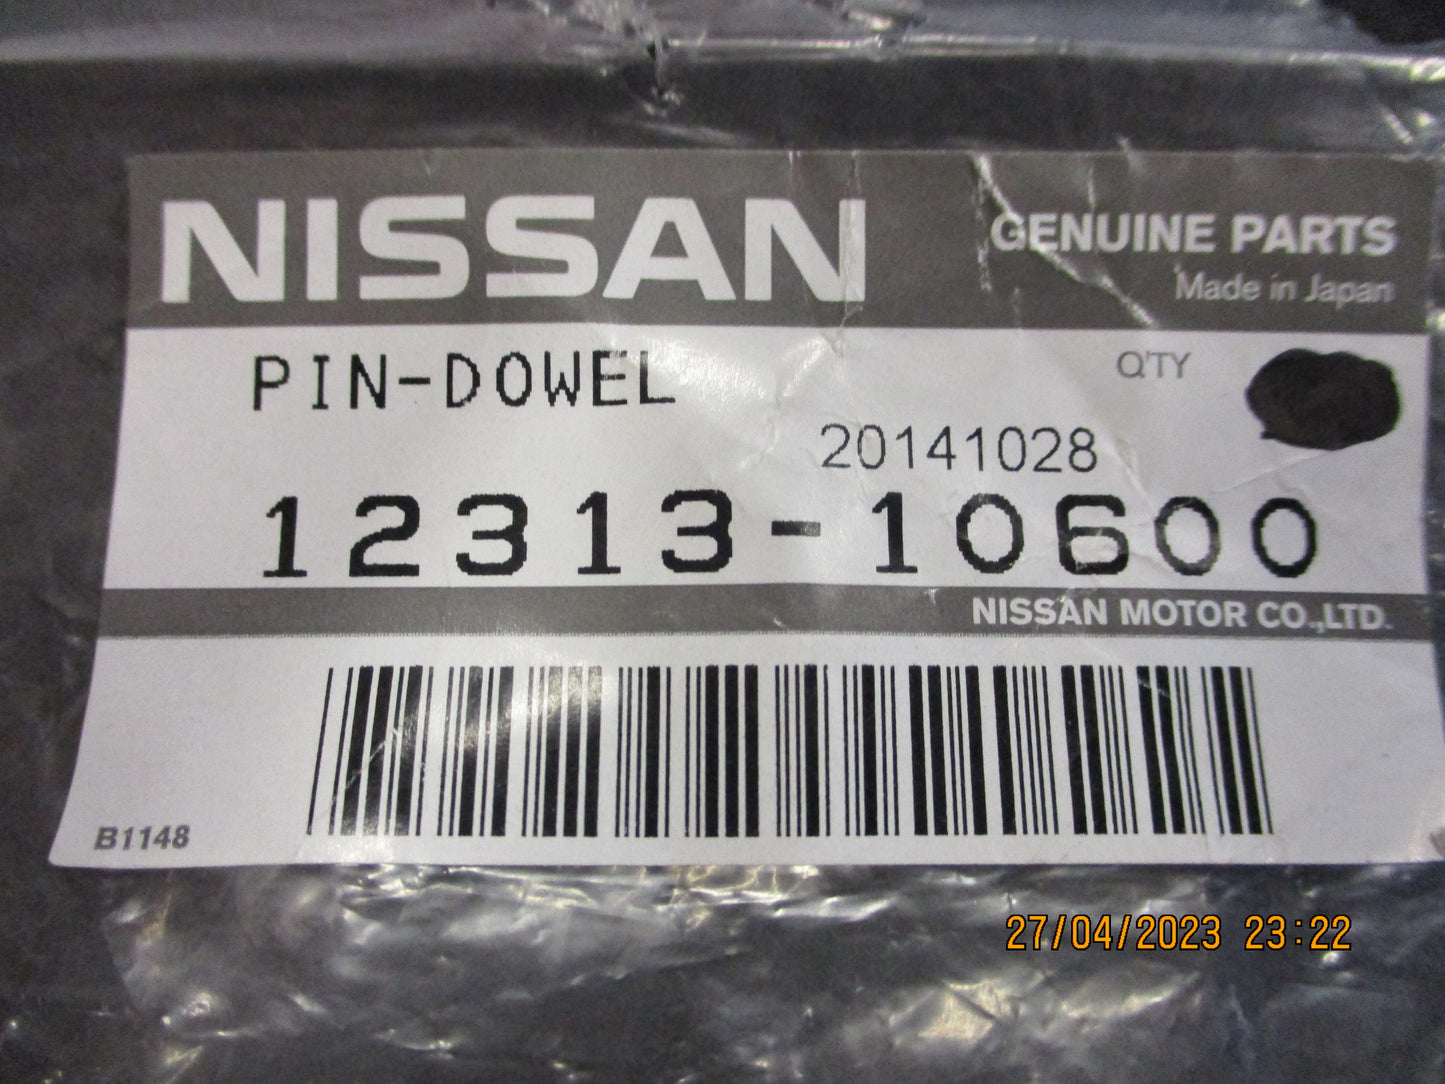 NISSAN
GENUINE PARTS
Made in Japan
PIN-DOWEL
Q'TY
20141028
12313-10600
NISSAN MOTOR CO.,LTD.
B1148
27/04/2023 23:22